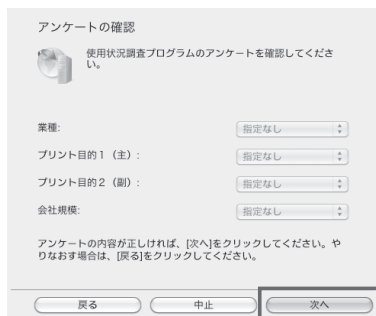 アンケートの確認
使用状況調査プログラムのアンケートを確認してくださ
い。
業種:
指定なし
プリント目的1（主）:
指定なし
プリント目的2（副）:
指定なし
会社規模:
指定なし
アンケートの内容が正しければ、[次へ]をクリックしてください。や
りなおす場合は、[戻る]をクリックしてください。
戻る
中止
次へ